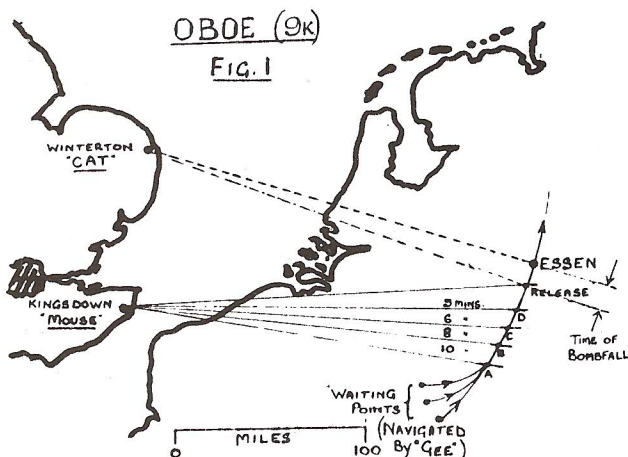 OBOE (9K)
FIG. 1
WINTERTON
"CAT"
ESSEN
RELEASE
KINGSDOWN
"MOUSE"
3 MINS.
6 "
8 "
10 "
D
C
B
A
TIME OF
BOMBFALL
WAITING
POINTS
(NAVIGATED
BY "GEE")
MILES
0
100